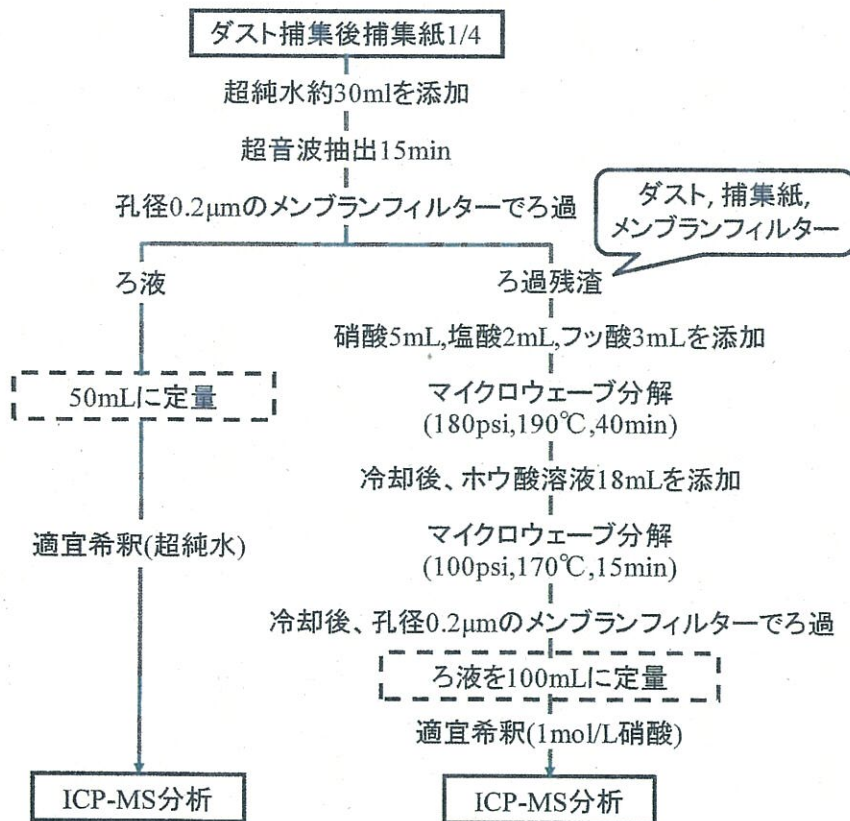 ダスト捕集後捕集紙1/4
超純水約30mlを添加
超音波抽出15min
孔径0.2μmのメンブランフィルターでろ過
ダスト, 捕集紙,
メンブランフィルター
ろ液
ろ過残渣
硝酸5mL,塩酸2mL,フッ酸3mLを添加
50mLに定量
マイクロウェーブ分解
(180psi,190℃,40min)
冷却後、ホウ酸溶液18mLを添加
適宜希釈(超純水)
マイクロウェーブ分解
(100psi,170℃,15min)
冷却後、孔径0.2μmのメンブランフィルターでろ過
ろ液を100mLに定量
適宜希釈(1mol/L硝酸)
ICP-MS分析
ICP-MS分析